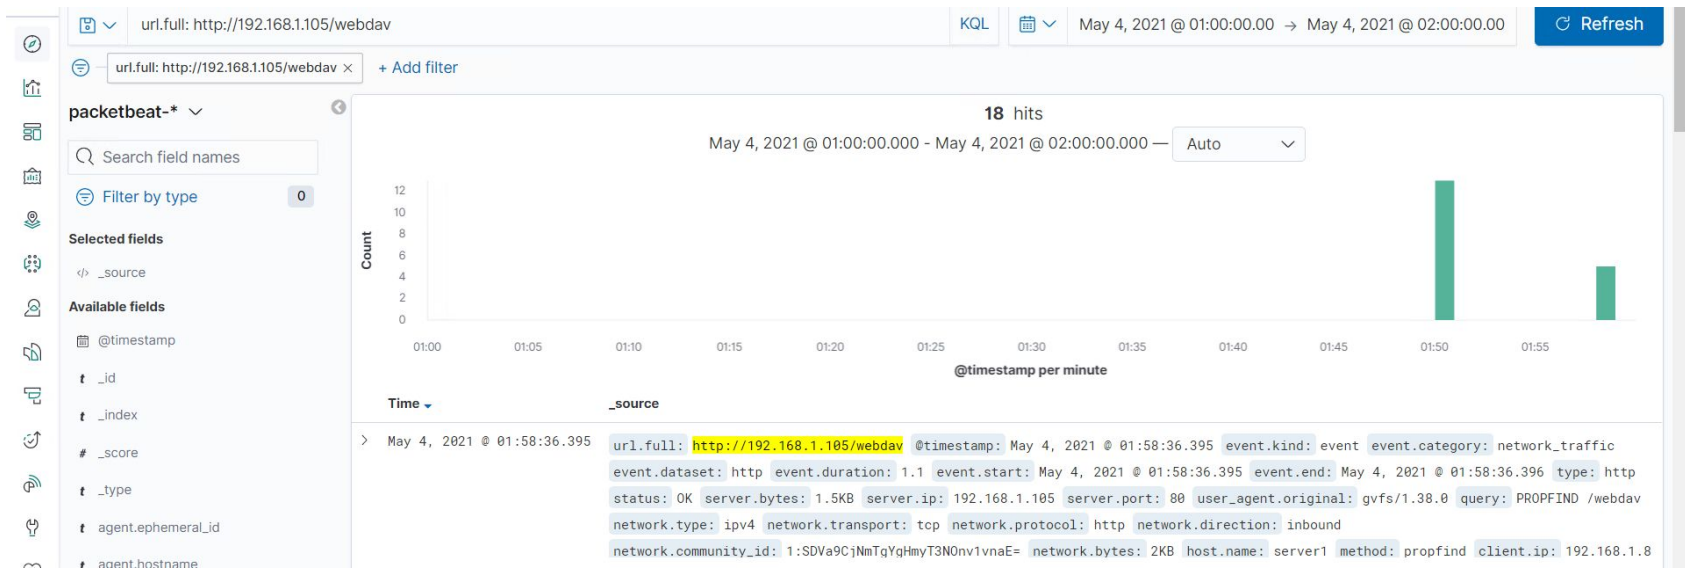 url.full: http://192.168.1.105/webdav KQL May 4, 2021 @ 01:00:00.00 → May 4, 2021 @ 02:00:00.00 Refresh
url.full: http://192.168.1.105/webdav × + Add filter
packetbeat-*
18 hits
May 4, 2021 @ 01:00:00.000 - May 4, 2021 @ 02:00:00.000 — Auto
Search field names
Filter by type 0
Selected fields
</> _source
Available fields
@timestamp
t _id
t _index
# _score
t _type
t agent.ephemeral_id
t agent.hostname
Count
12
10
8
6
4
2
0
01:00 01:05 01:10 01:15 01:20 01:25 01:30 01:35 01:40 01:45 01:50 01:55
@timestamp per minute
Time _source
> May 4, 2021 @ 01:58:36.395 url.full: http://192.168.1.105/webdav @timestamp: May 4, 2021 @ 01:58:36.395 event.kind: event event.category: network_traffic
event.dataset: http event.duration: 1.1 event.start: May 4, 2021 @ 01:58:36.395 event.end: May 4, 2021 @ 01:58:36.396 type: http
status: OK server.bytes: 1.5KB server.ip: 192.168.1.105 server.port: 80 user_agent.original: gvfs/1.38.0 query: PROPFIND /webdav
network.type: ipv4 network.transport: tcp network.protocol: http network.direction: inbound
network.community_id: 1:SDVa9CjNmTgYgHmyT3NOnv1vnaE= network.bytes: 2KB host.name: server1 method: propfind client.ip: 192.168.1.8